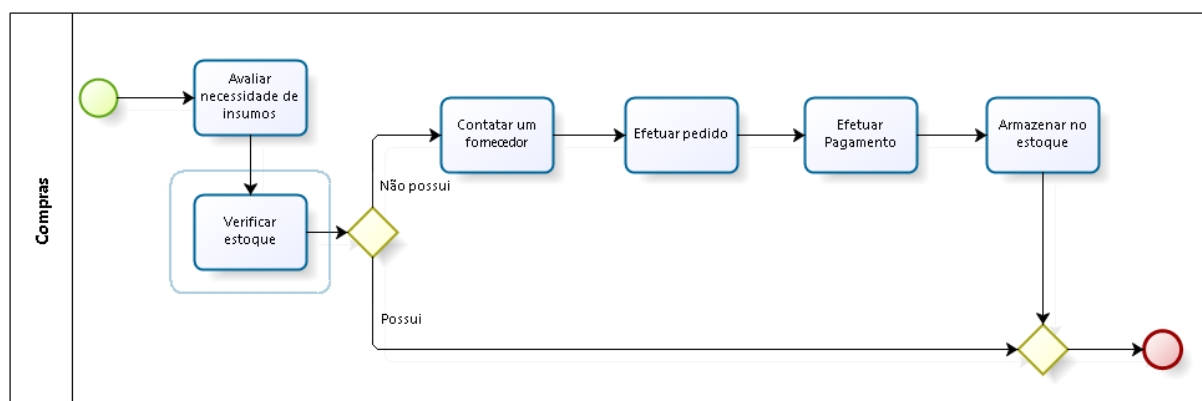 Compras
Avaliar
necessidade de
insumos
Verificar
estoque
Não possui
Possui
Contatar um
fornecedor
Efetuar pedido
Efetuar
Pagamento
Armazenar no
estoque